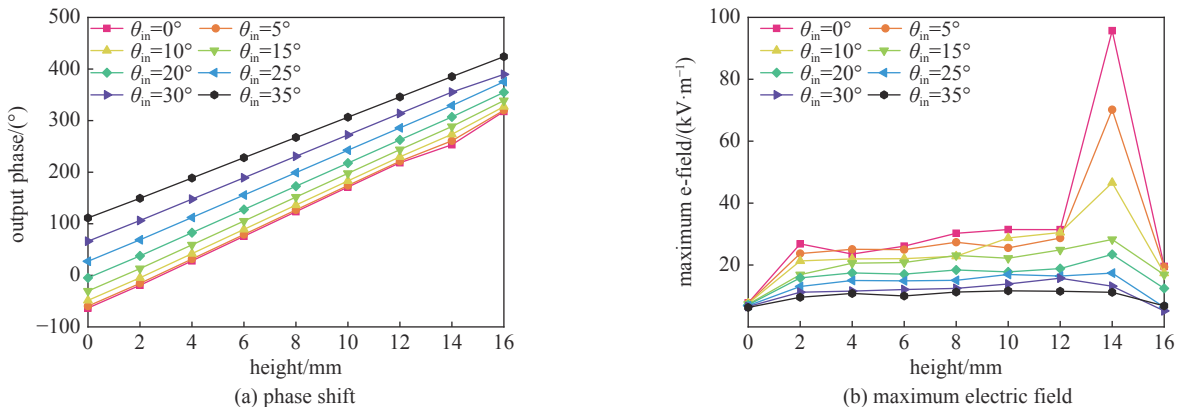 500
400
300
200
100
0
−100
output phase/(°)
θin=0° θin=5°
θin=10° θin=15°
θin=20° θin=25°
θin=30° θin=35°
0 2 4 6 8 10 12 14 16
height/mm
(a) phase shift
100
80
60
40
20
maximum e-field/(kV·m⁻¹)
θin=0° θin=5°
θin=10° θin=15°
θin=20° θin=25°
θin=30° θin=35°
0 2 4 6 8 10 12 14 16
height/mm
(b) maximum electric field